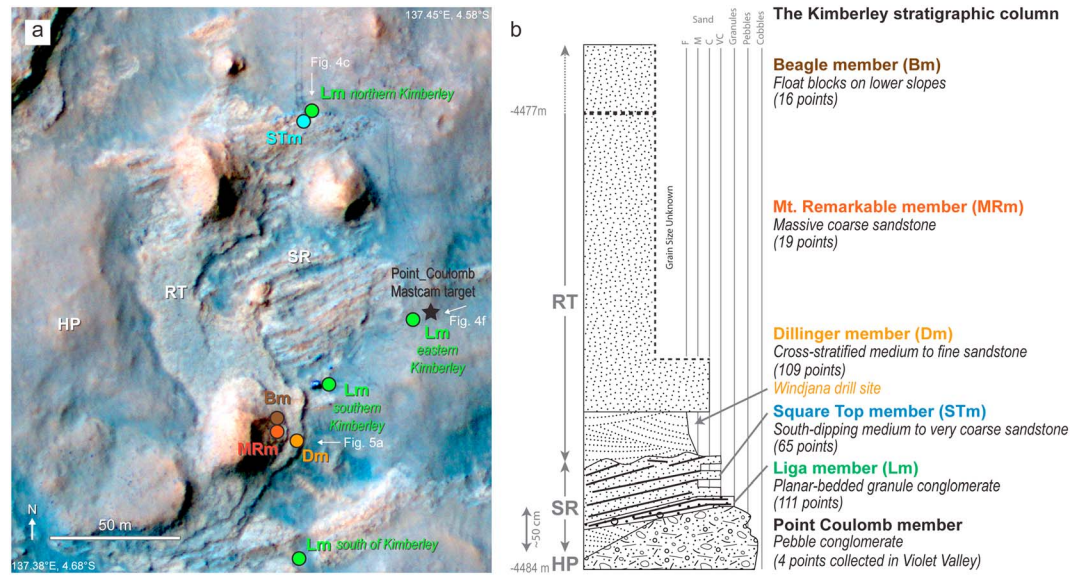 a
137.45°E, 4.58°S
Fig. 4c
Lm northern Kimberley
STm
SR
Point_Coulomb
Mastcam target
RT
HP
Fig. 4f
Lm
eastern
Kimberley
Lm
southern
Kimberley
Bm
MRm
Fig. 5a
Dm
N
50 m
Lm south of Kimberley
137.38°E, 4.68°S
b
The Kimberley stratigraphic column
Sand
F
M
C
VC
Granules
Pebbles
Cobbles
-4477m
Grain Size Unknown
RT
SR
~50 cm
-4484 m
HP
Beagle member (Bm)
Float blocks on lower slopes
(16 points)
Mt. Remarkable member (MRm)
Massive coarse sandstone
(19 points)
Dillinger member (Dm)
Cross-stratified medium to fine sandstone
(109 points)
Windjana drill site
Square Top member (STm)
South-dipping medium to very coarse sandstone
(65 points)
Liga member (Lm)
Planar-bedded granule conglomerate
(111 points)
Point Coulomb member
Pebble conglomerate
(4 points collected in Violet Valley)